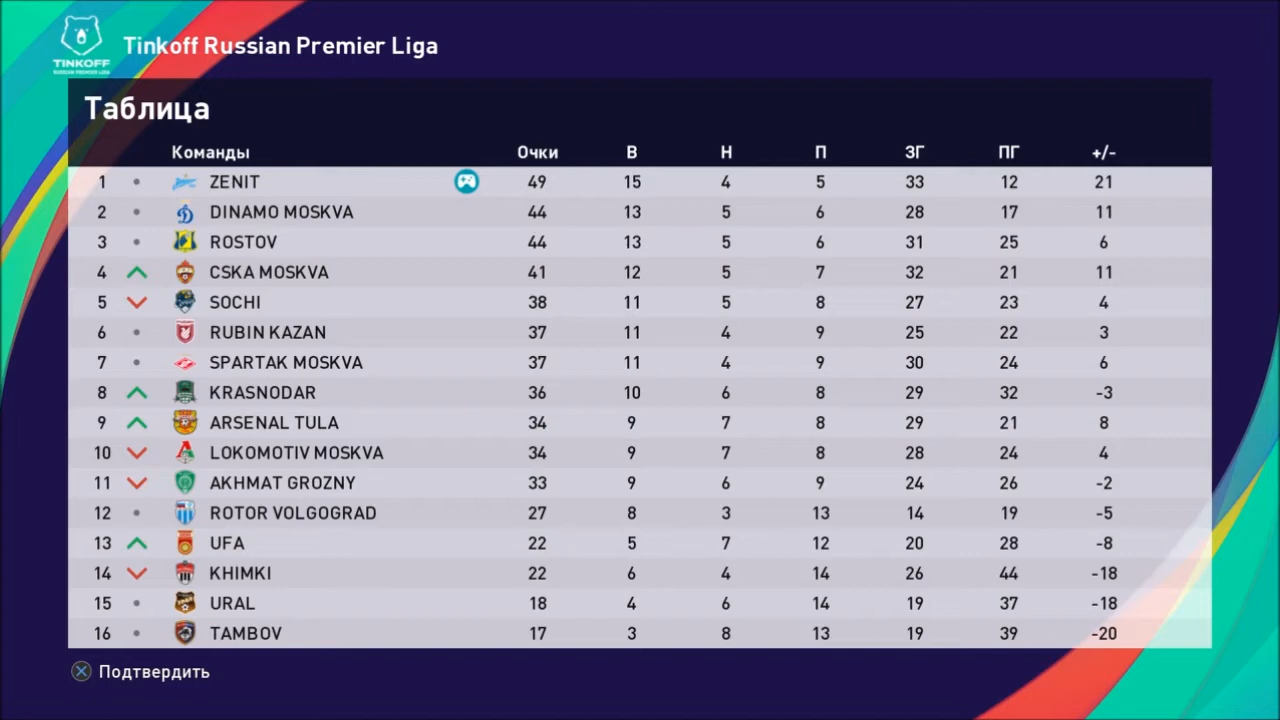 TINKOFF
RUSSIAN PREMIER LIGA
Tinkoff Russian Premier Liga
Таблица
Команды Очки В Н П ЗГ ПГ +/-
1 ZENIT 49 15 4 5 33 12 21
2 DINAMO MOSKVA 44 13 5 6 28 17 11
3 ROSTOV 44 13 5 6 31 25 6
4 CSKA MOSKVA 41 12 5 7 32 21 11
5 SOCHI 38 11 5 8 27 23 4
6 RUBIN KAZAN 37 11 4 9 25 22 3
7 SPARTAK MOSKVA 37 11 4 9 30 24 6
8 KRASNODAR 36 10 6 8 29 32 -3
9 ARSENAL TULA 34 9 7 8 29 21 8
10 LOKOMOTIV MOSKVA 34 9 7 8 28 24 4
11 AKHMAT GROZNY 33 9 6 9 24 26 -2
12 ROTOR VOLGOGRAD 27 8 3 13 14 19 -5
13 UFA 22 5 7 12 20 28 -8
14 KHIMKI 22 6 4 14 26 44 -18
15 URAL 18 4 6 14 19 37 -18
16 TAMBOV 17 3 8 13 19 39 -20
Подтвердить